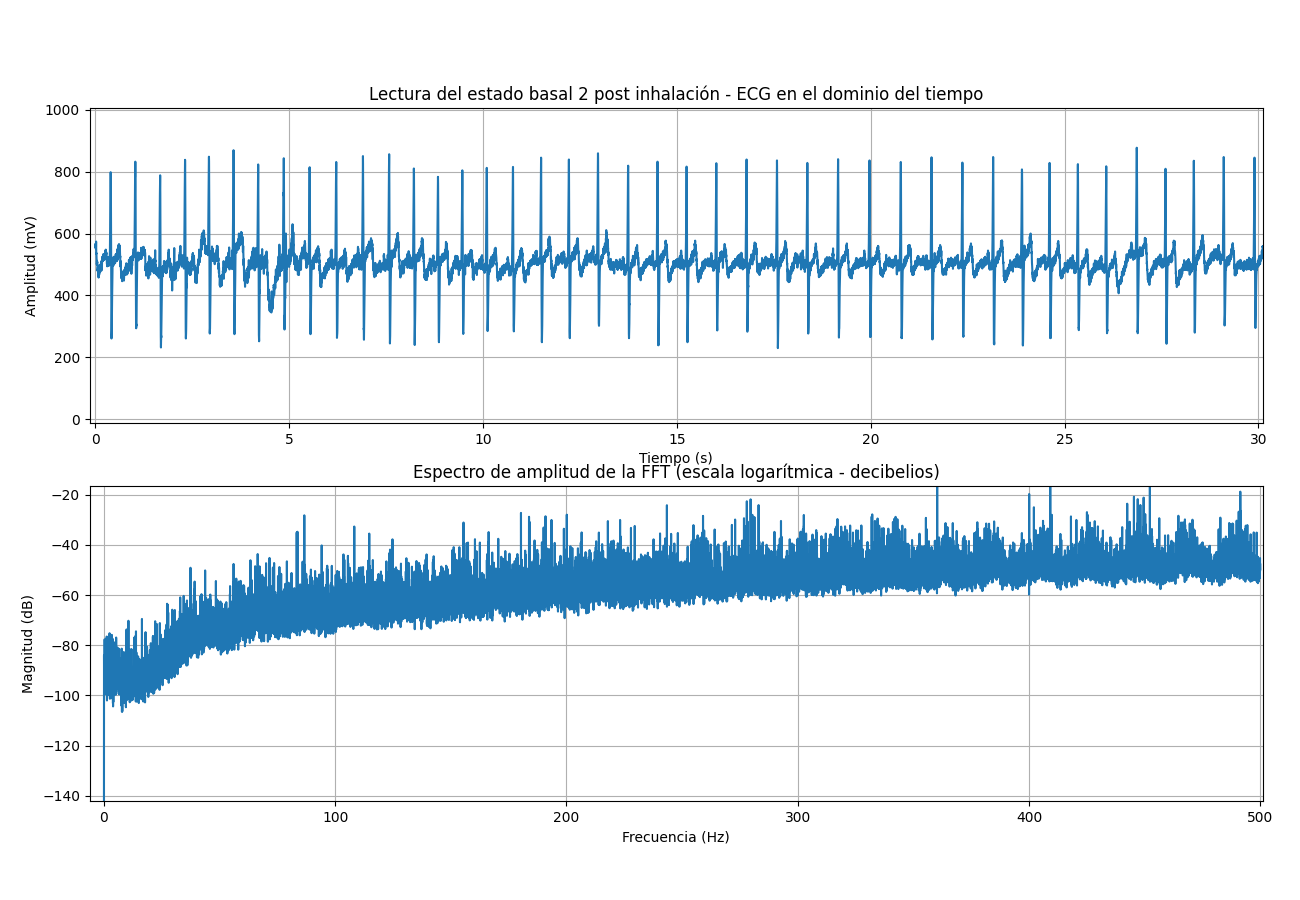 Lectura del estado basal 2 post inhalación - ECG en el dominio del tiempo
1000
800
600
400
200
0
Amplitud (mV)
0 5 10 15 20 25 30
Tiempo (s)
Espectro de amplitud de la FFT (escala logarítmica - decibelios)
−20
−40
−60
−80
−100
−120
−140
Magnitud (dB)
0 100 200 300 400 500
Frecuencia (Hz)